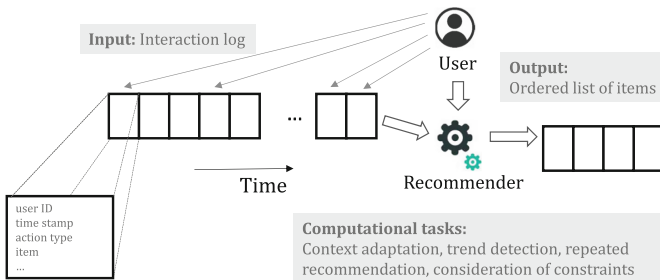 Input: Interaction log
User
Output:
Ordered list of items
...
Time
Recommender
user ID
time stamp
action type
item
...
Computational tasks:
Context adaptation, trend detection, repeated
recommendation, consideration of constraints